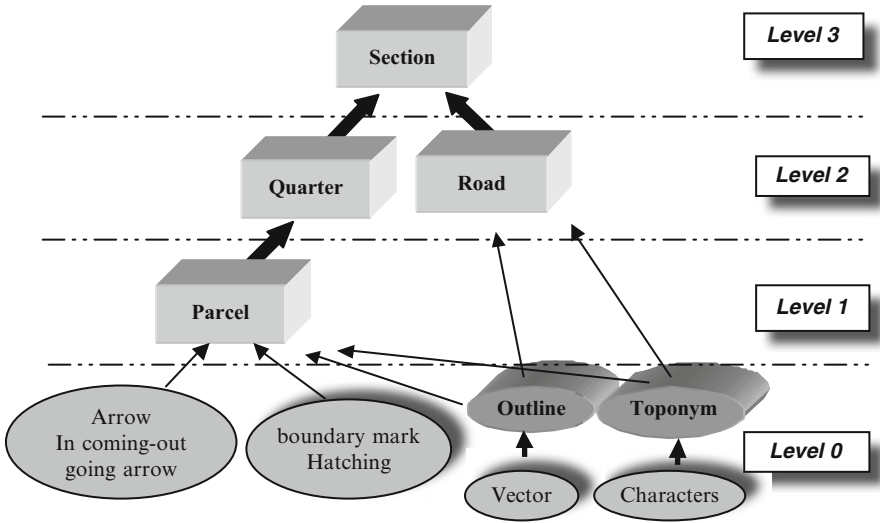 Section
Level 3
Quarter
Road
Level 2
Parcel
Level 1
Arrow
In coming-out
going arrow
boundary mark
Hatching
Outline
Toponym
Level 0
Vector
Characters